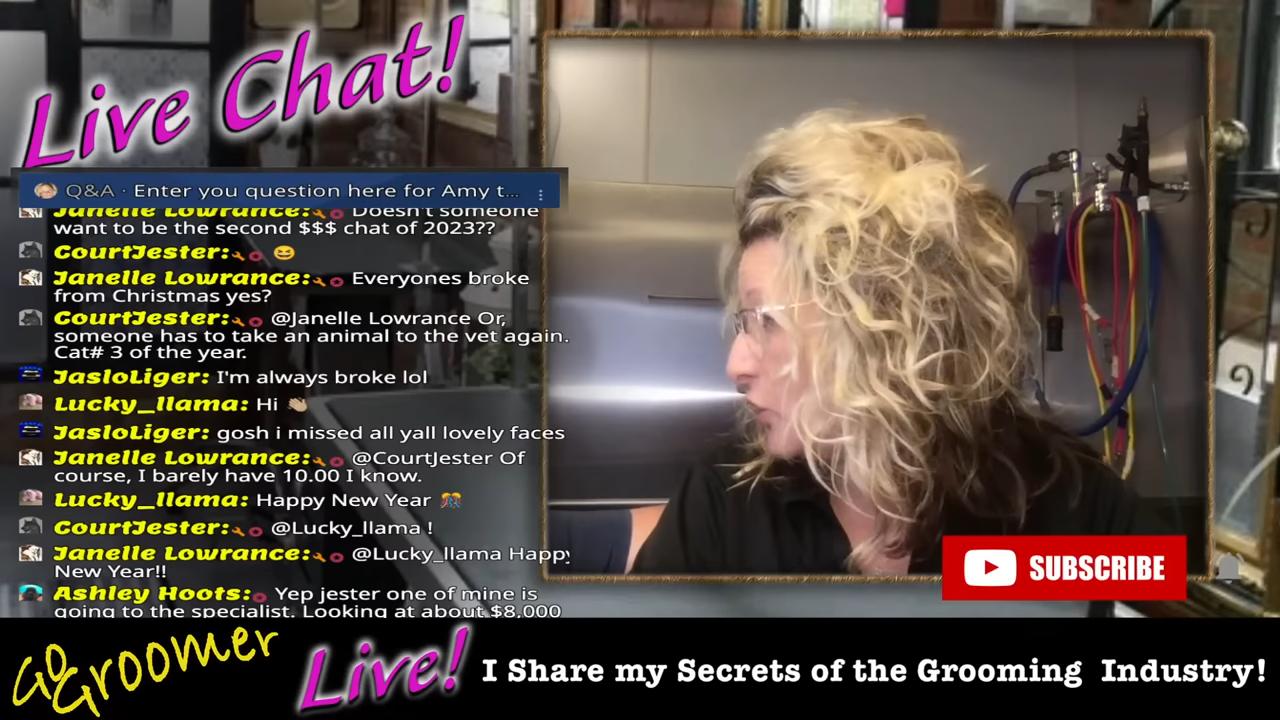 Live Chat!
Q&A · Enter you question here for Amy t...
Janelle Lowrance: Doesn't someone
want to be the second $$$ chat of 2023??
CourtJester: 😆
Janelle Lowrance: Everyones broke
from Christmas yes?
CourtJester: @Janelle Lowrance Or,
someone has to take an animal to the vet again.
Cat# 3 of the year.
JasloLiger: I'm always broke lol
Lucky_llama: Hi 👋🏼
JasloLiger: gosh i missed all yall lovely faces
Janelle Lowrance: @CourtJester Of
course, I barely have 10.00 I know.
Lucky_llama: Happy New Year 🎊
CourtJester: @Lucky_llama !
Janelle Lowrance: @Lucky_llama Happy
New Year!!
Ashley Hoots: Yep jester one of mine is
going to the specialist. Looking at about $8,000
SUBSCRIBE
Go Groomer Live! I Share my Secrets of the Grooming Industry!